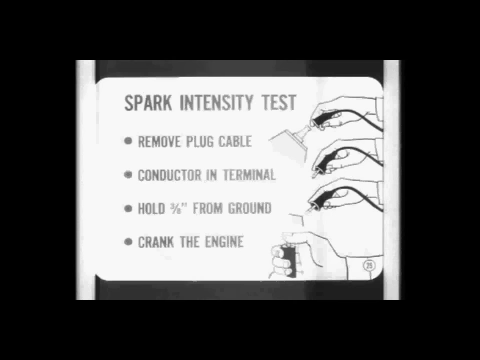 SPARK INTENSITY TEST
• REMOVE PLUG CABLE
• CONDUCTOR IN TERMINAL
• HOLD 3/8" FROM GROUND
• CRANK THE ENGINE